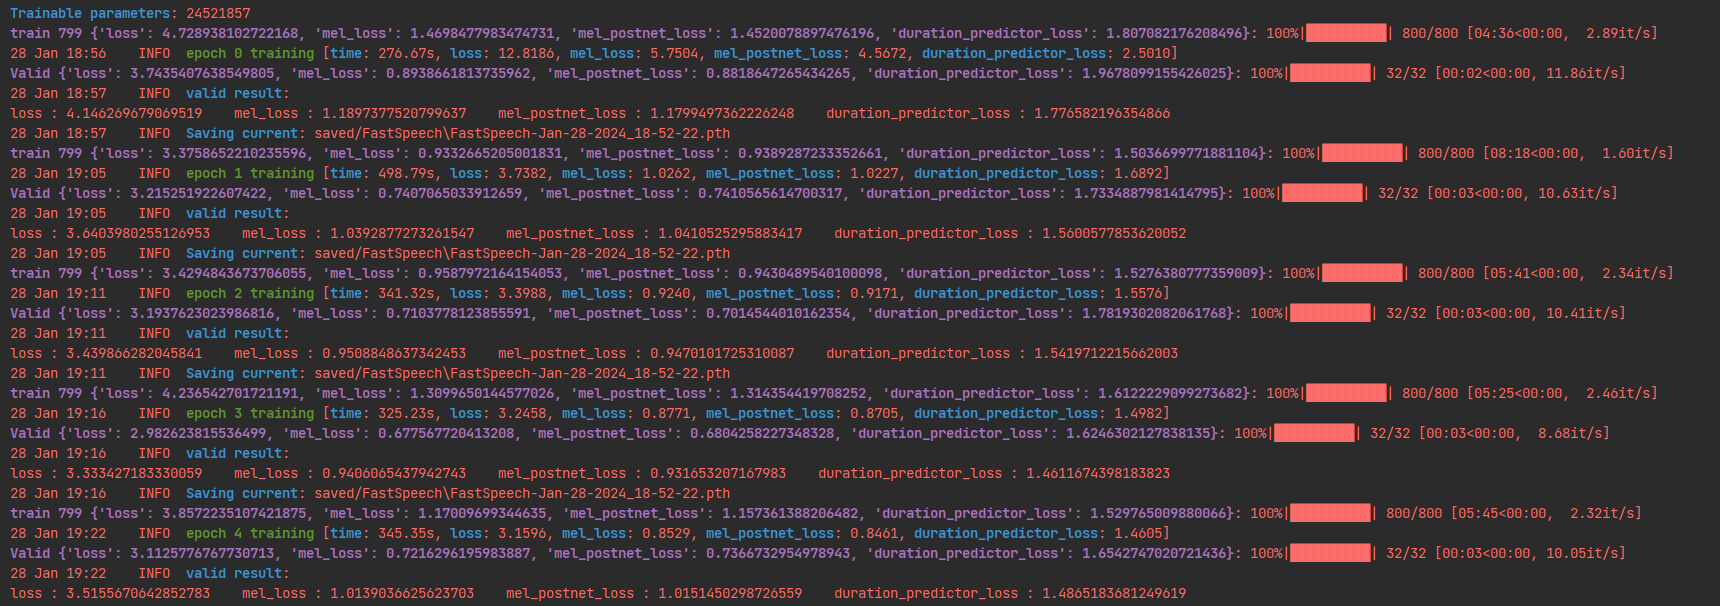 Trainable parameters: 24521857
train 799 {'loss': 4.728938102722168, 'mel_loss': 1.4698477983474731, 'mel_postnet_loss': 1.4520078897476196, 'duration_predictor_loss': 1.807082176208496}: 100%|██████████| 800/800 [04:36<00:00,  2.89it/s]
28 Jan 18:56    INFO  epoch 0 training [time: 276.67s, loss: 12.8186, mel_loss: 5.7504, mel_postnet_loss: 4.5672, duration_predictor_loss: 2.5010]
Valid {'loss': 3.7435407638549805, 'mel_loss': 0.8938661813735962, 'mel_postnet_loss': 0.8818647265434265, 'duration_predictor_loss': 1.9678099155426025}: 100%|██████████| 32/32 [00:02<00:00, 11.86it/s]
28 Jan 18:57    INFO  valid result:
loss : 4.146269679069519    mel_loss : 1.1897377520799637    mel_postnet_loss : 1.1799497362226248    duration_predictor_loss : 1.776582196354866
28 Jan 18:57    INFO  Saving current: saved/FastSpeech\FastSpeech-Jan-28-2024_18-52-22.pth
train 799 {'loss': 3.3758652210235596, 'mel_loss': 0.9332665205001831, 'mel_postnet_loss': 0.9389287233352661, 'duration_predictor_loss': 1.5036699771881104}: 100%|██████████| 800/800 [08:18<00:00,  1.60it/s]
28 Jan 19:05    INFO  epoch 1 training [time: 498.79s, loss: 3.7382, mel_loss: 1.0262, mel_postnet_loss: 1.0227, duration_predictor_loss: 1.6892]
Valid {'loss': 3.215251922607422, 'mel_loss': 0.7407065033912659, 'mel_postnet_loss': 0.7410565614700317, 'duration_predictor_loss': 1.7334887981414795}: 100%|██████████| 32/32 [00:03<00:00, 10.63it/s]
28 Jan 19:05    INFO  valid result:
loss : 3.6403980255126953    mel_loss : 1.0392877273261547    mel_postnet_loss : 1.0410525295883417    duration_predictor_loss : 1.5600577853620052
28 Jan 19:05    INFO  Saving current: saved/FastSpeech\FastSpeech-Jan-28-2024_18-52-22.pth
train 799 {'loss': 3.4294843673706055, 'mel_loss': 0.9587972164154053, 'mel_postnet_loss': 0.9430489540100098, 'duration_predictor_loss': 1.5276380777359009}: 100%|██████████| 800/800 [05:41<00:00,  2.34it/s]
28 Jan 19:11    INFO  epoch 2 training [time: 341.32s, loss: 3.3988, mel_loss: 0.9240, mel_postnet_loss: 0.9171, duration_predictor_loss: 1.5576]
Valid {'loss': 3.1937623023986816, 'mel_loss': 0.7103778123855591, 'mel_postnet_loss': 0.7014544010162354, 'duration_predictor_loss': 1.7819302082061768}: 100%|██████████| 32/32 [00:03<00:00, 10.41it/s]
28 Jan 19:11    INFO  valid result:
loss : 3.439866282045841    mel_loss : 0.9508848637342453    mel_postnet_loss : 0.9470101725310087    duration_predictor_loss : 1.5419712215662003
28 Jan 19:11    INFO  Saving current: saved/FastSpeech\FastSpeech-Jan-28-2024_18-52-22.pth
train 799 {'loss': 4.236542701721191, 'mel_loss': 1.3099650144577026, 'mel_postnet_loss': 1.314354419708252, 'duration_predictor_loss': 1.6122229099273682}: 100%|██████████| 800/800 [05:25<00:00,  2.46it/s]
28 Jan 19:16    INFO  epoch 3 training [time: 325.23s, loss: 3.2458, mel_loss: 0.8771, mel_postnet_loss: 0.8705, duration_predictor_loss: 1.4982]
Valid {'loss': 2.982623815536499, 'mel_loss': 0.677567720413208, 'mel_postnet_loss': 0.6804258227348328, 'duration_predictor_loss': 1.6246302127838135}: 100%|██████████| 32/32 [00:03<00:00,  8.68it/s]
28 Jan 19:16    INFO  valid result:
loss : 3.333427183330059    mel_loss : 0.9406065437942743    mel_postnet_loss : 0.931653207167983    duration_predictor_loss : 1.4611674398183823
28 Jan 19:16    INFO  Saving current: saved/FastSpeech\FastSpeech-Jan-28-2024_18-52-22.pth
train 799 {'loss': 3.8572235107421875, 'mel_loss': 1.17009699344635, 'mel_postnet_loss': 1.157361388206482, 'duration_predictor_loss': 1.529765009880066}: 100%|██████████| 800/800 [05:45<00:00,  2.32it/s]
28 Jan 19:22    INFO  epoch 4 training [time: 345.35s, loss: 3.1596, mel_loss: 0.8529, mel_postnet_loss: 0.8461, duration_predictor_loss: 1.4605]
Valid {'loss': 3.1125776767730713, 'mel_loss': 0.7216296195983887, 'mel_postnet_loss': 0.7366732954978943, 'duration_predictor_loss': 1.6542747020721436}: 100%|██████████| 32/32 [00:03<00:00, 10.05it/s]
28 Jan 19:22    INFO  valid result:
loss : 3.5155670642852783    mel_loss : 1.0139036625623703    mel_postnet_loss : 1.0151450298726559    duration_predictor_loss : 1.4865183681249619